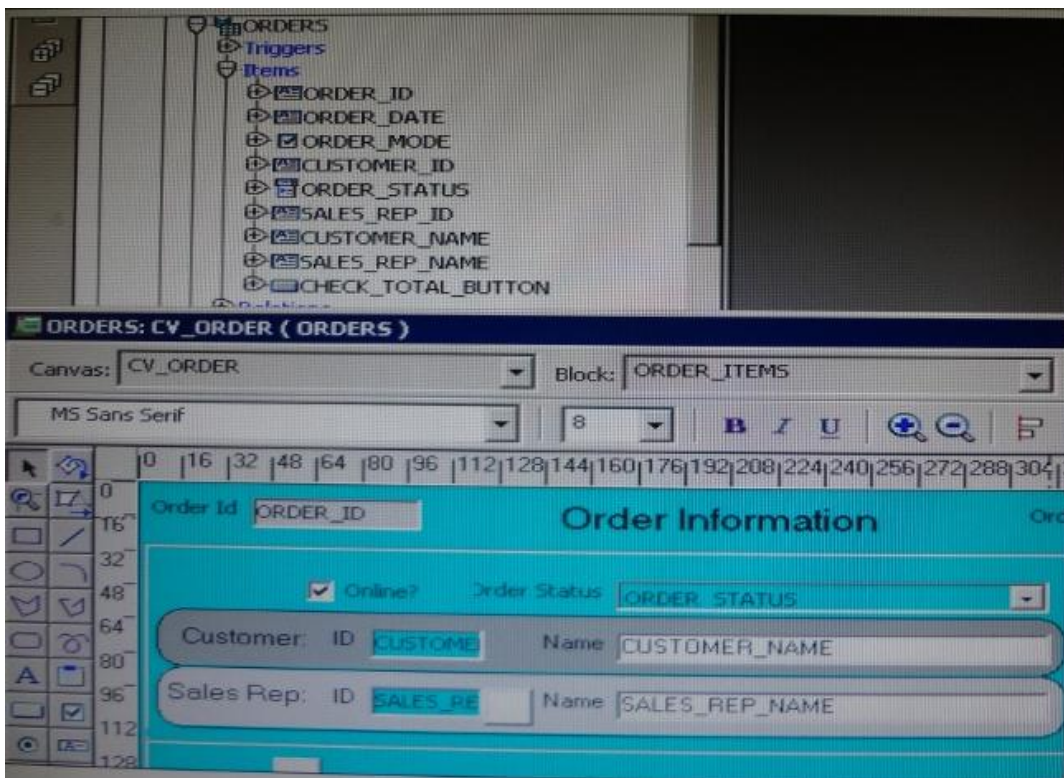 ORDERS
Triggers
Items
ORDER_ID
ORDER_DATE
ORDER_MODE
CUSTOMER_ID
ORDER_STATUS
SALES_REP_ID
CUSTOMER_NAME
SALES_REP_NAME
CHECK_TOTAL_BUTTON
ORDERS: CV_ORDER ( ORDERS )
Canvas: CV_ORDER Block: ORDER_ITEMS
MS Sans Serif 8 B I U
0 16 32 48 64 80 96 112 128 144 160 176 192 208 224 240 256 272 288 304
0
Order Id ORDER_ID Order Information Ord
16
32
48 Online? Order Status ORDER_STATUS
64
Customer: ID CUSTOME Name CUSTOMER_NAME
80
A
96 Sales Rep: ID SALES_RE Name SALES_REP_NAME
112
128